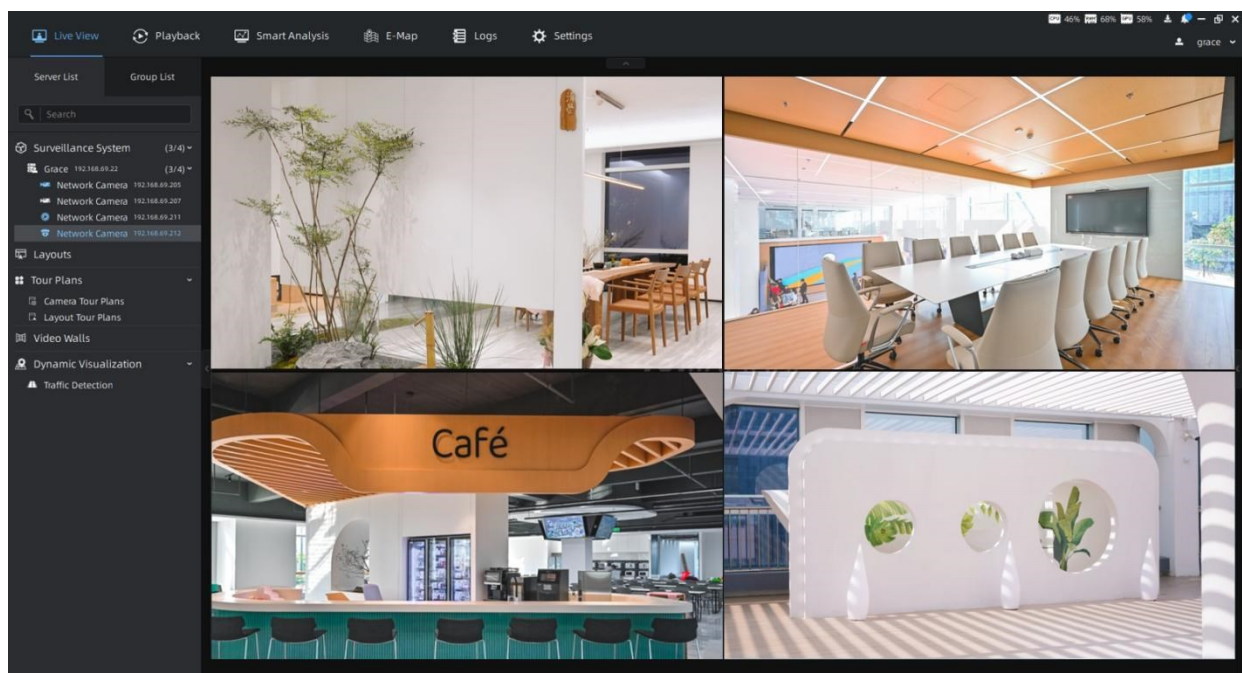 CPU 46% RAM 68% GPU 58%
Live View Playback Smart Analysis E-Map Logs Settings
grace
Server List Group List
Search
Surveillance System (3/4)
Grace 192.168.69.22 (3/4)
Network Camera 192.168.69.205
Network Camera 192.168.69.207
Network Camera 192.168.69.211
Network Camera 192.168.69.212
Layouts
Tour Plans
Camera Tour Plans
Layout Tour Plans
Video Walls
Dynamic Visualization
Traffic Detection
Café